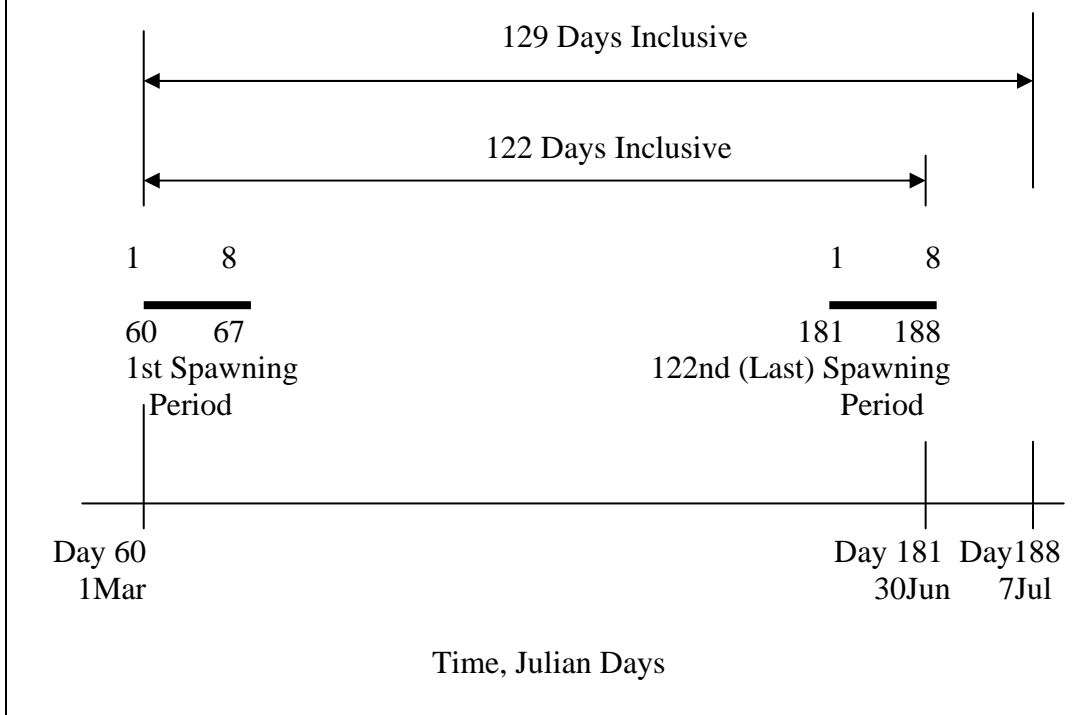 129 Days Inclusive
122 Days Inclusive
1 8 1 8
60 67 181 188
1st Spawning 122nd (Last) Spawning
Period Period
Day 60 Day 181 Day188
1Mar 30Jun 7Jul
Time, Julian Days